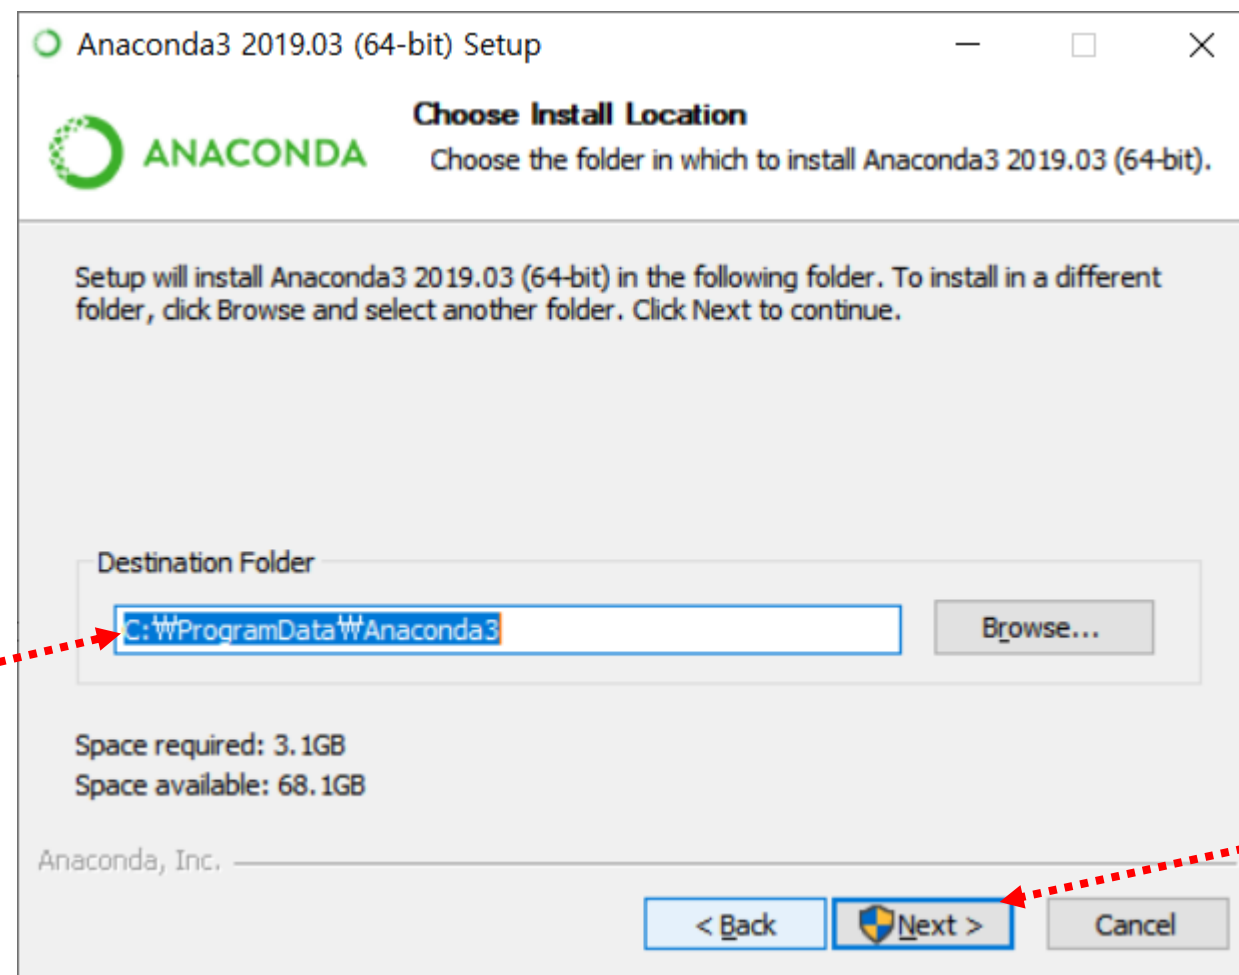 Anaconda3 2019.03 (64-bit) Setup
ANACONDA
Choose Install Location
Choose the folder in which to install Anaconda3 2019.03 (64-bit).
Setup will install Anaconda3 2019.03 (64-bit) in the following folder. To install in a different
folder, click Browse and select another folder. Click Next to continue.
Destination Folder
C:₩ProgramData₩Anaconda3
Browse...
Space required: 3.1GB
Space available: 68.1GB
Anaconda, Inc.
< Back
Next >
Cancel